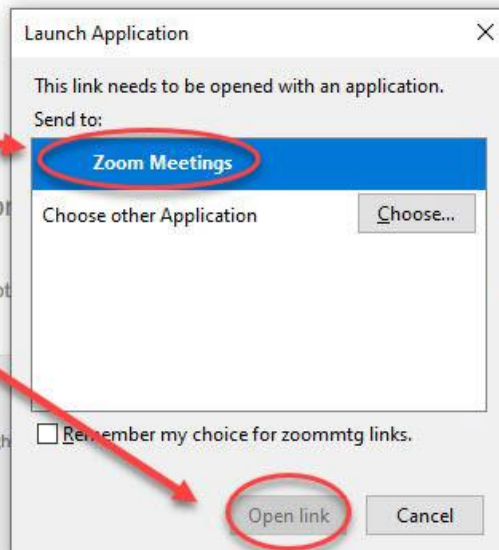 Launch Application
This link needs to be opened with an application.
Send to:
Zoom Meetings
Choose other Application
Choose...
Remember my choice for zoommtg links.
Open link
Cancel